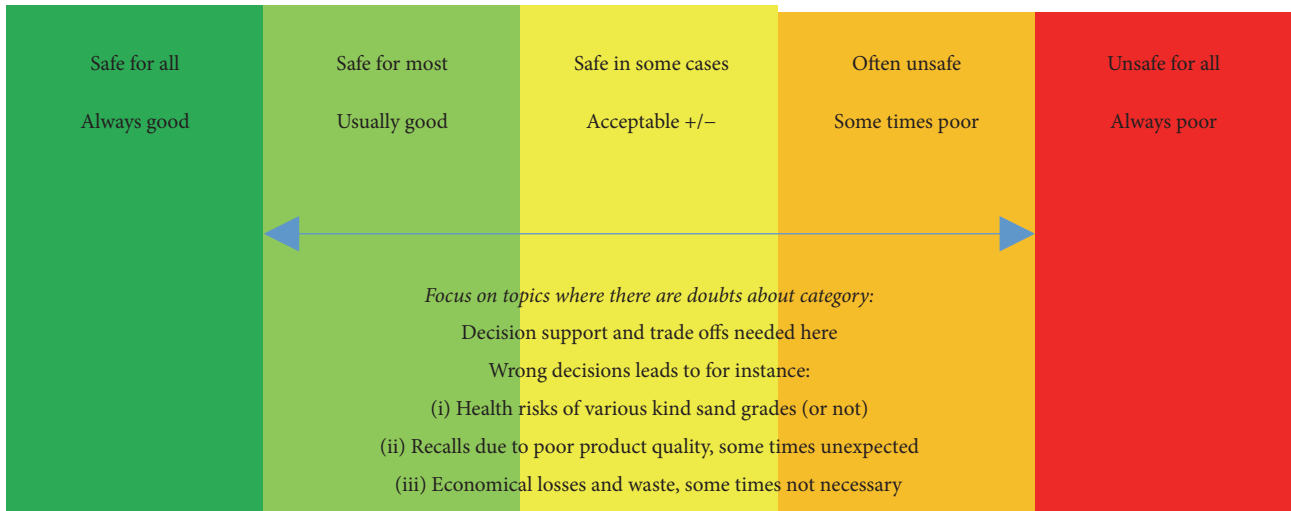 Safe for all Safe for most Safe in some cases Often unsafe Unsafe for all
Always good Usually good Acceptable +/− Some times poor Always poor
Focus on topics where there are doubts about category:
Decision support and trade offs needed here
Wrong decisions leads to for instance:
(i) Health risks of various kind sand grades (or not)
(ii) Recalls due to poor product quality, some times unexpected
(iii) Economical losses and waste, some times not necessary